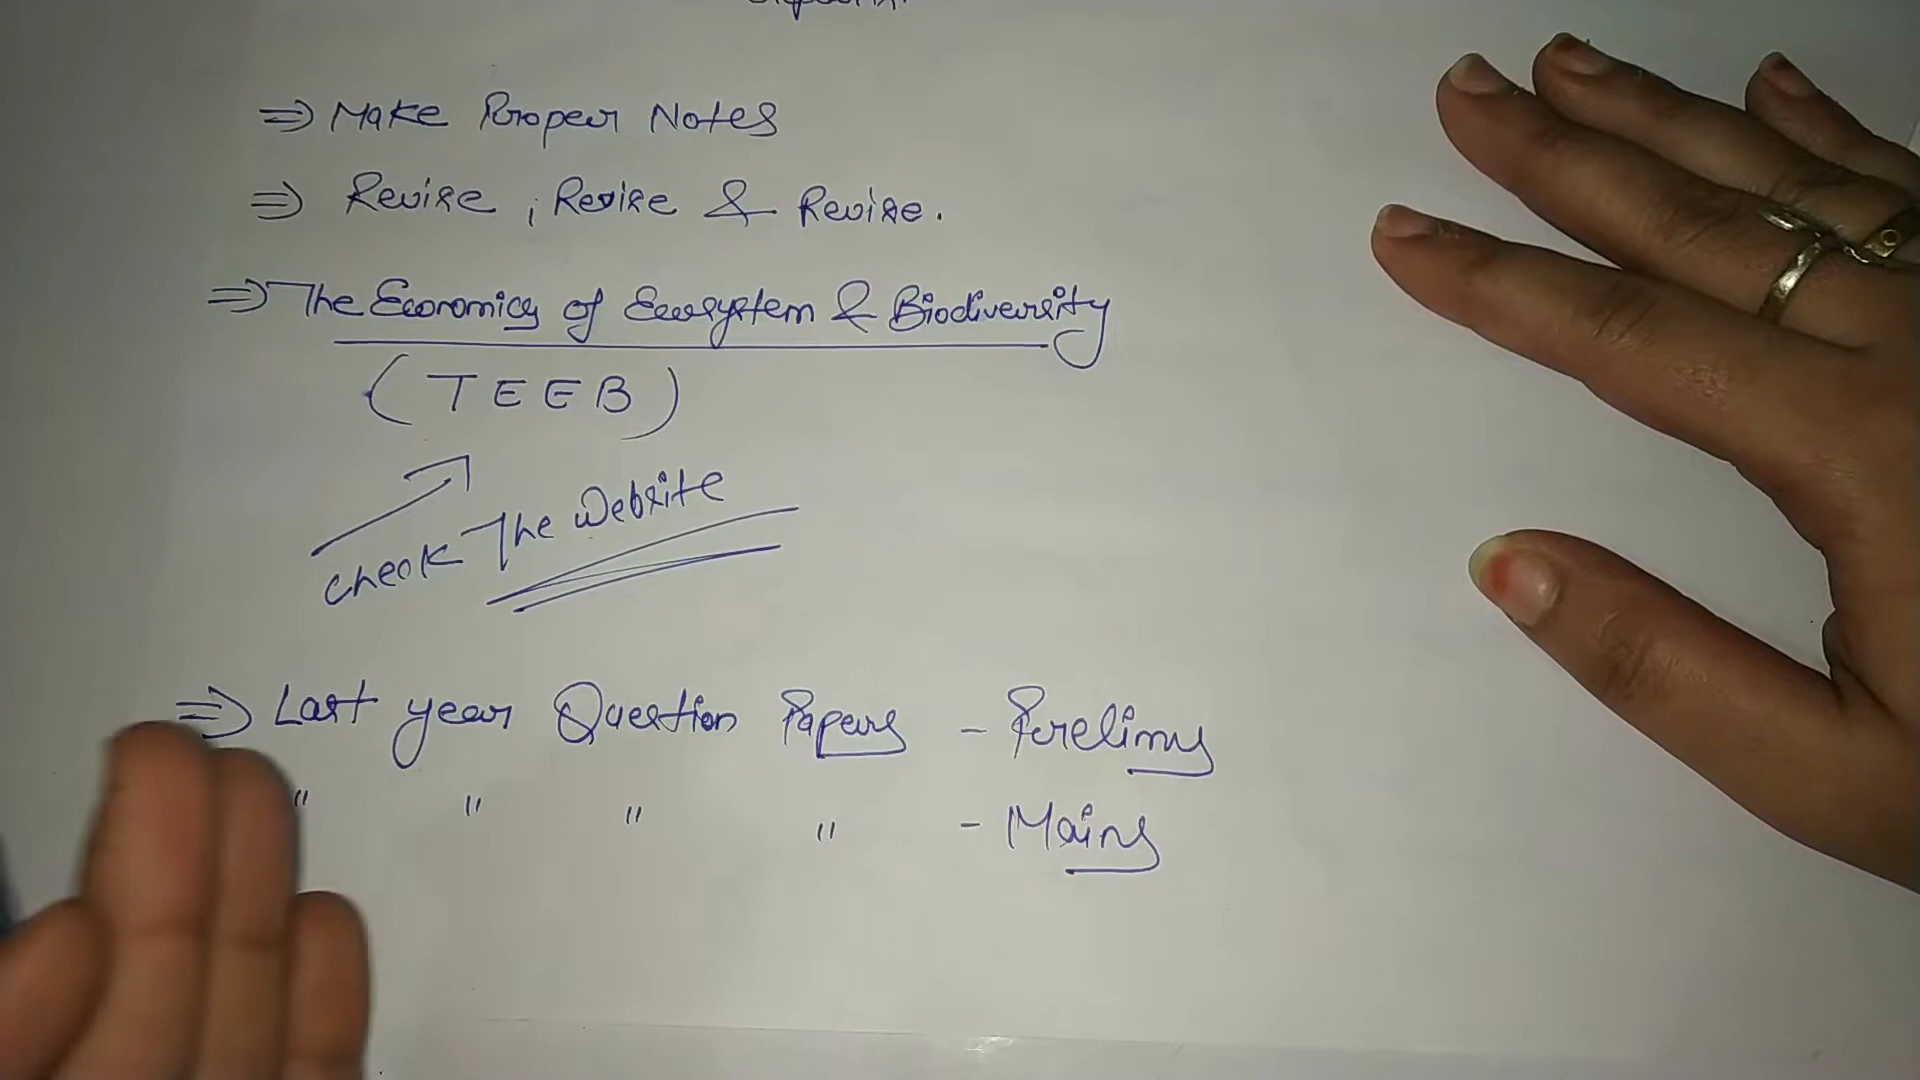 ⇒ Make Proper Notes
⇒ Revise, Revise & Revise.
⇒ The Economics of Ecosystem & Biodiversity
(TEEB)
check The Website
⇒ Last year Question Papers - Prelims
" " " " - Mains